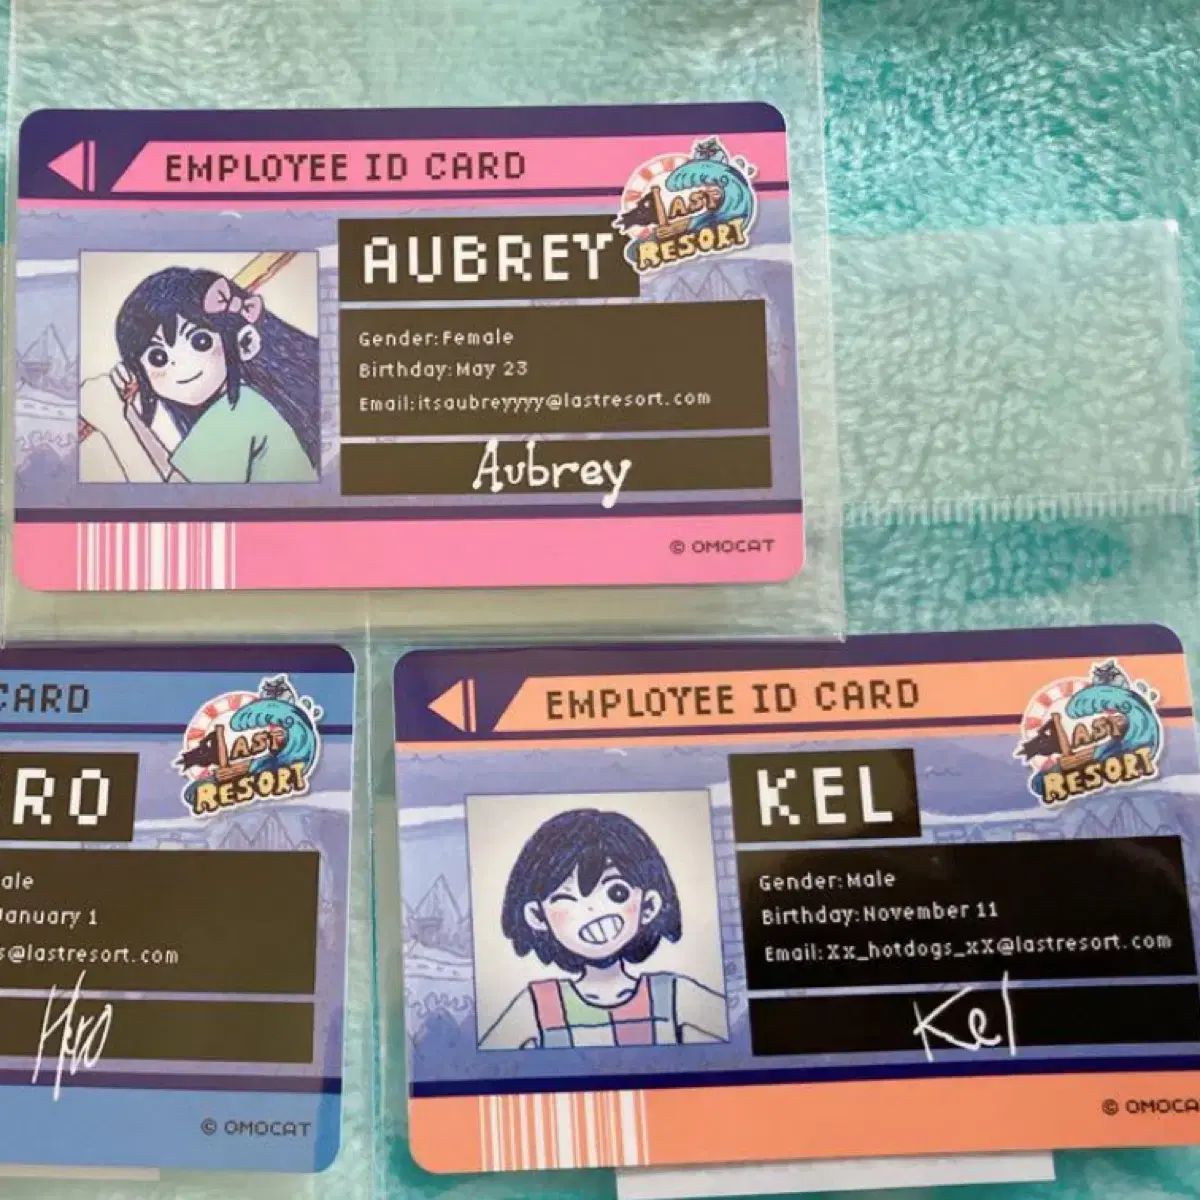 EMPLOYEE ID CARD
LAST
RESORT
AUBREY
Gender:Female
Birthday:May 23
Email:itsaubreyyyy@lastresort.com
Aubrey
© OMOCAT
CARD
LAST
RESORT
RO
ale
January 1
s@lastresort.com
Hero
© OMOCAT
EMPLOYEE ID CARD
LAST
RESORT
KEL
Gender:Male
Birthday:November 11
Email:Xx_hotdogs_xX@lastresort.com
Kel
© OMOCA